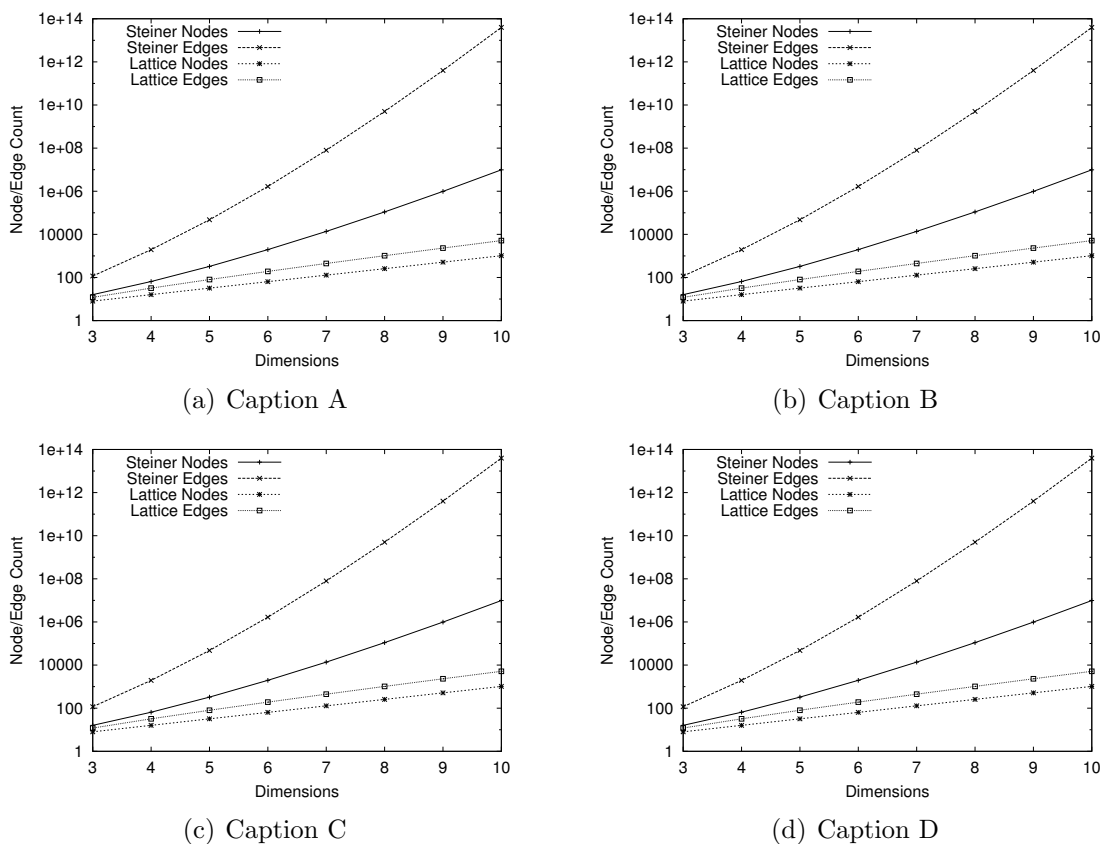 1e+14
1e+12
1e+10
1e+08
1e+06
10000
100
1
Node/Edge Count
Steiner Nodes
Steiner Edges
Lattice Nodes
Lattice Edges
3 4 5 6 7 8 9 10
Dimensions
(a) Caption A
1e+14
1e+12
1e+10
1e+08
1e+06
10000
100
1
Node/Edge Count
Steiner Nodes
Steiner Edges
Lattice Nodes
Lattice Edges
3 4 5 6 7 8 9 10
Dimensions
(b) Caption B
1e+14
1e+12
1e+10
1e+08
1e+06
10000
100
1
Node/Edge Count
Steiner Nodes
Steiner Edges
Lattice Nodes
Lattice Edges
3 4 5 6 7 8 9 10
Dimensions
(c) Caption C
1e+14
1e+12
1e+10
1e+08
1e+06
10000
100
1
Node/Edge Count
Steiner Nodes
Steiner Edges
Lattice Nodes
Lattice Edges
3 4 5 6 7 8 9 10
Dimensions
(d) Caption D